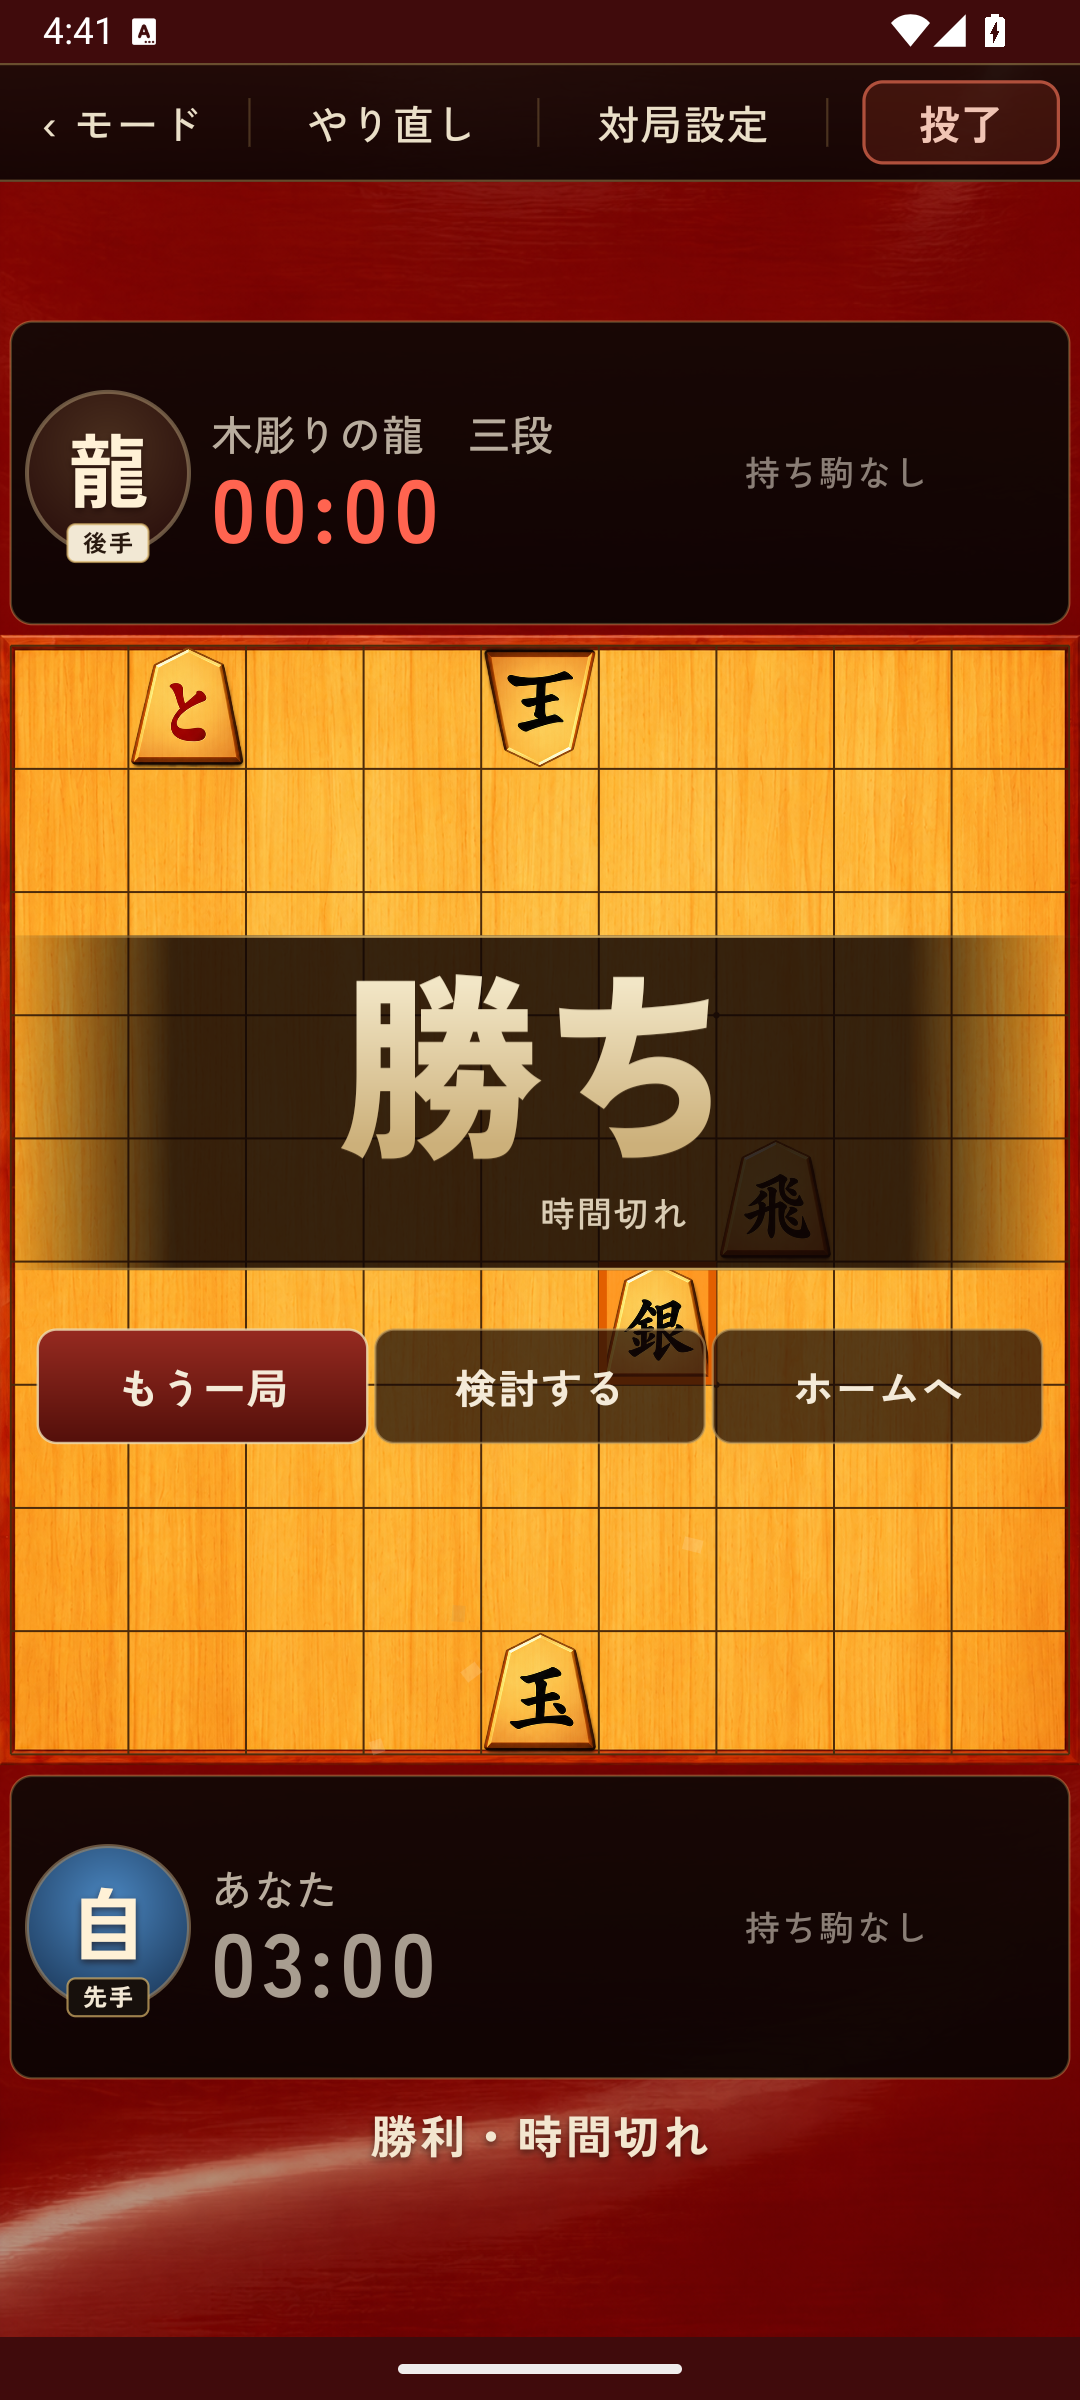 4:41
‹ モード
やり直し
対局設定
投了
龍
後手
木彫りの龍　三段
00:00
持ち駒なし
と
王
勝ち
時間切れ
飛
銀
もう一局
検討する
ホームへ
玉
自
先手
あなた
03:00
持ち駒なし
勝利・時間切れ